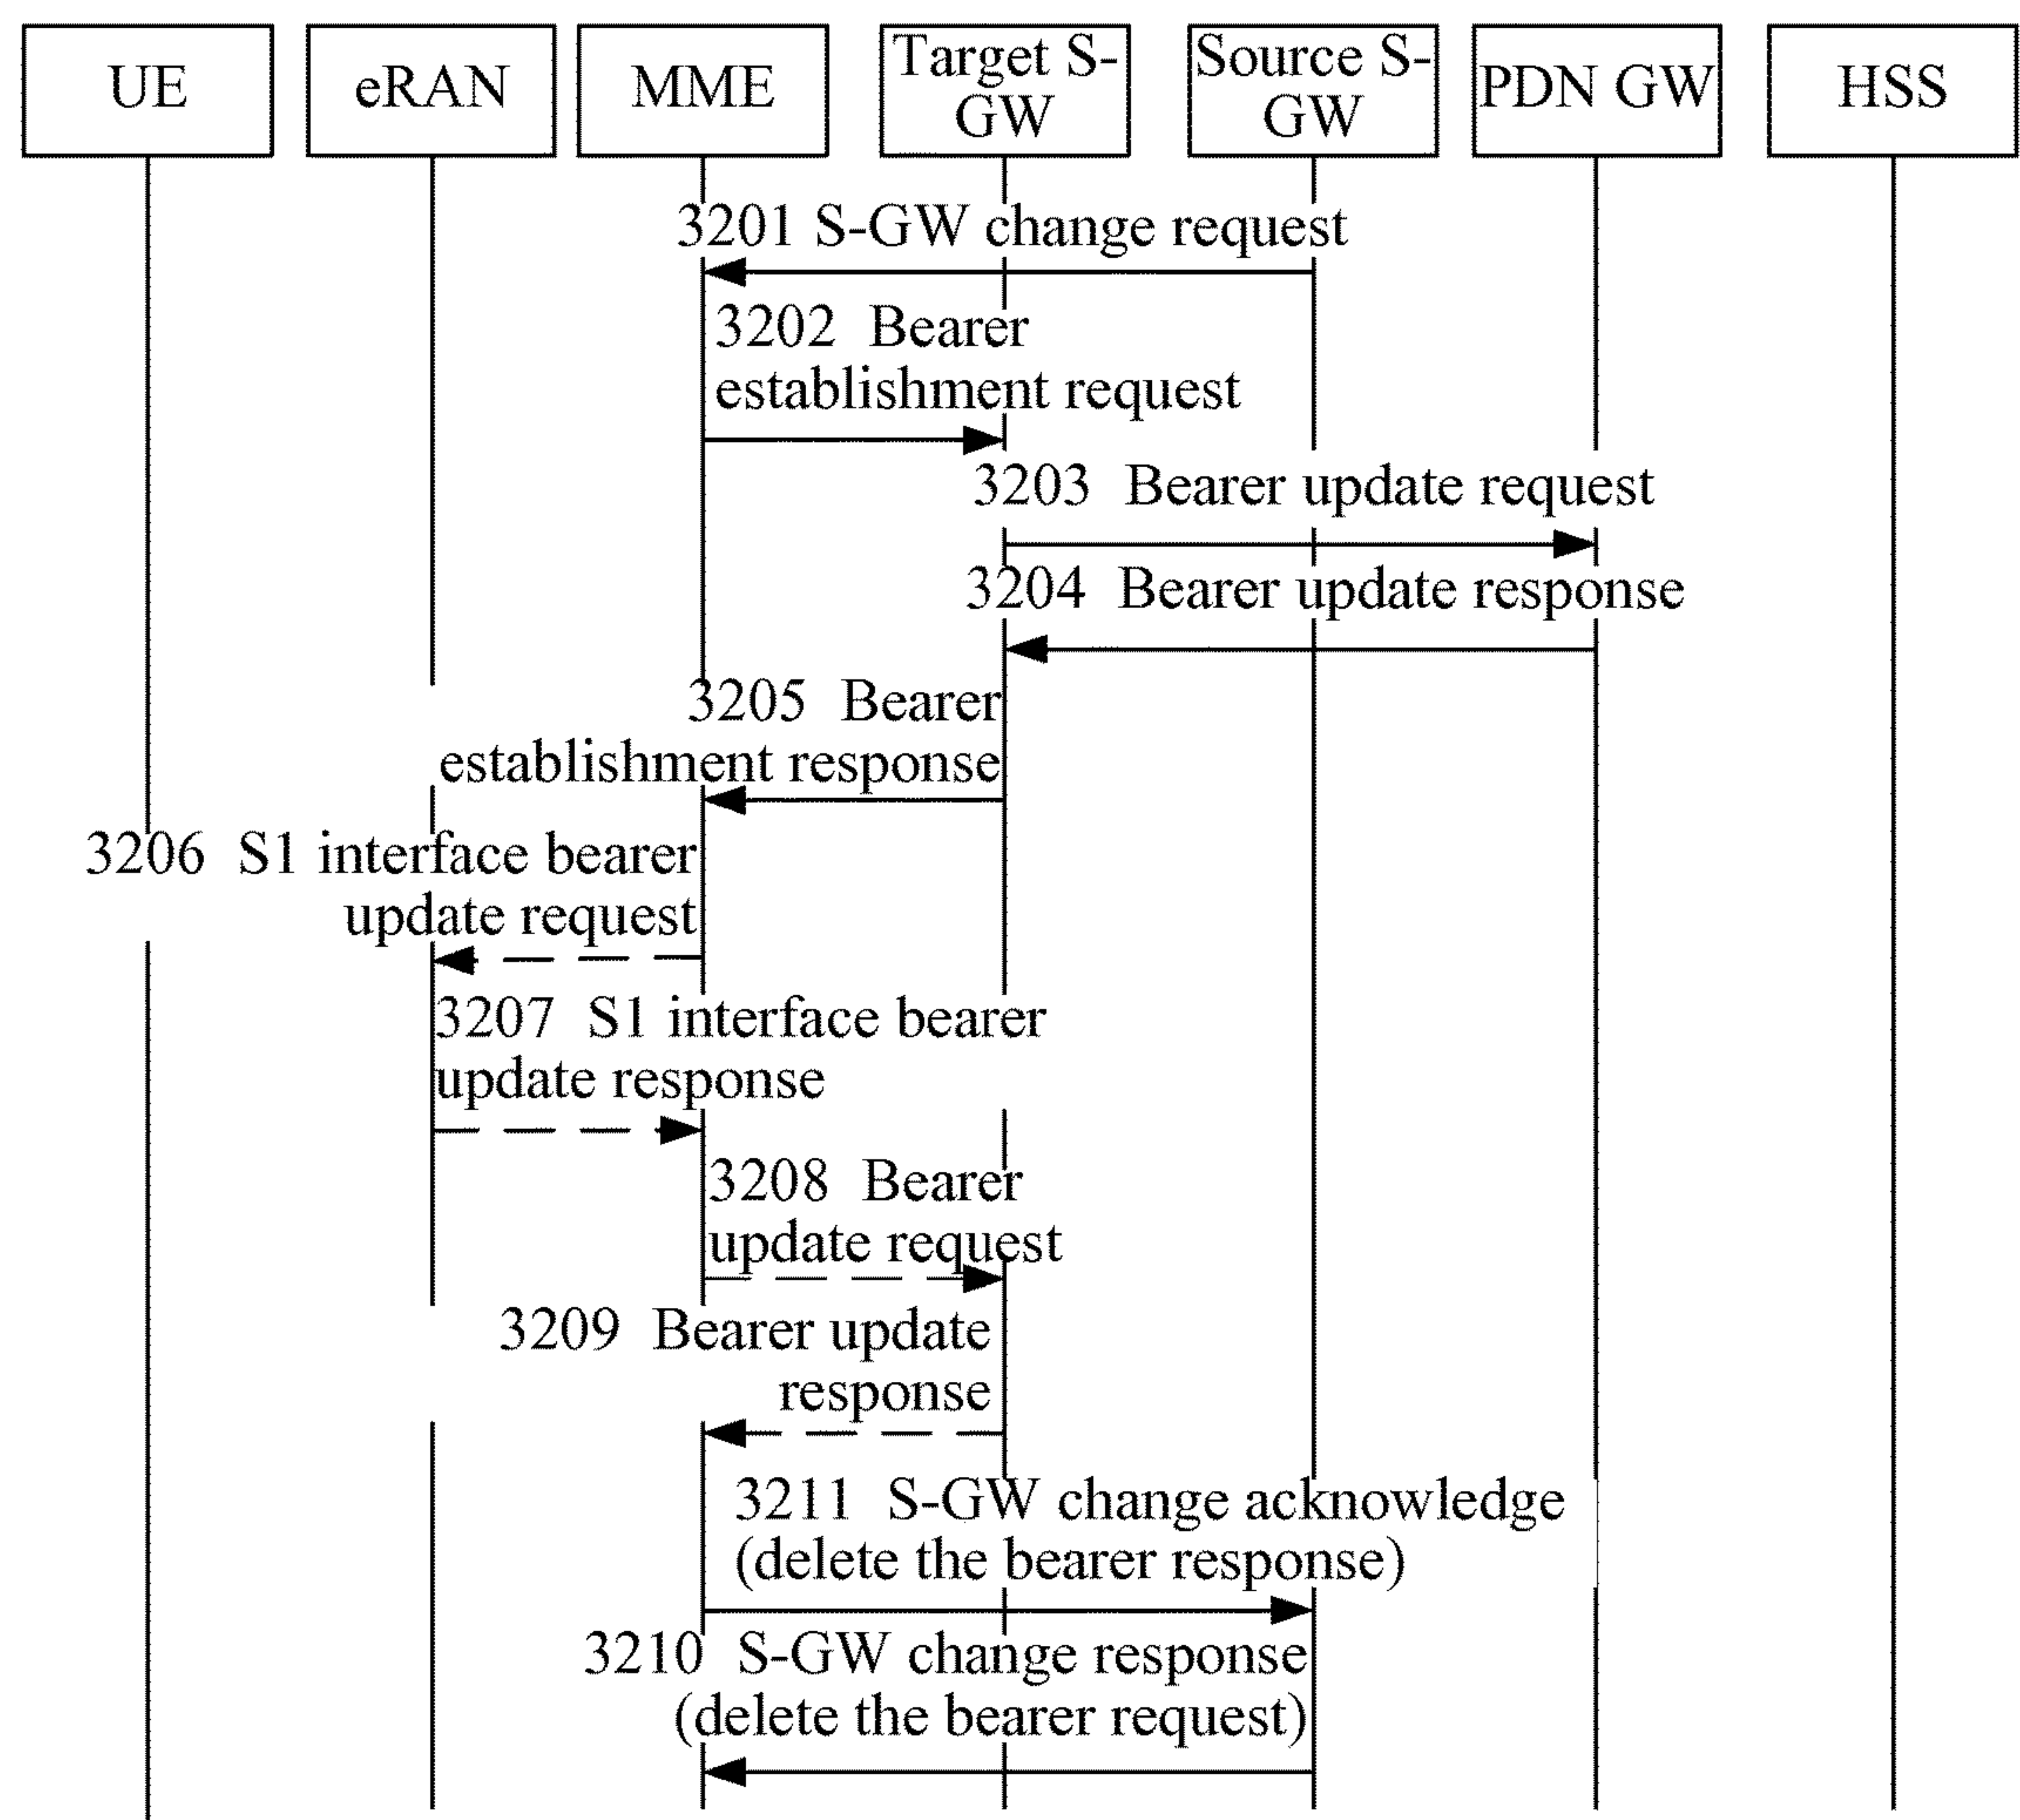 UE
eRAN
MME
Target S-
GW
Source S-
GW
PDN GW
HSS
3201 S-GW change request
3202 Bearer
establishment request
3203 Bearer update request
3204 Bearer update response
3205 Bearer
establishment response
3206 S1 interface bearer
update request
3207 S1 interface bearer
update response
3208 Bearer
update request
3209 Bearer update
response
3211 S-GW change acknowledge
(delete the bearer response)
3210 S-GW change response
(delete the bearer request)